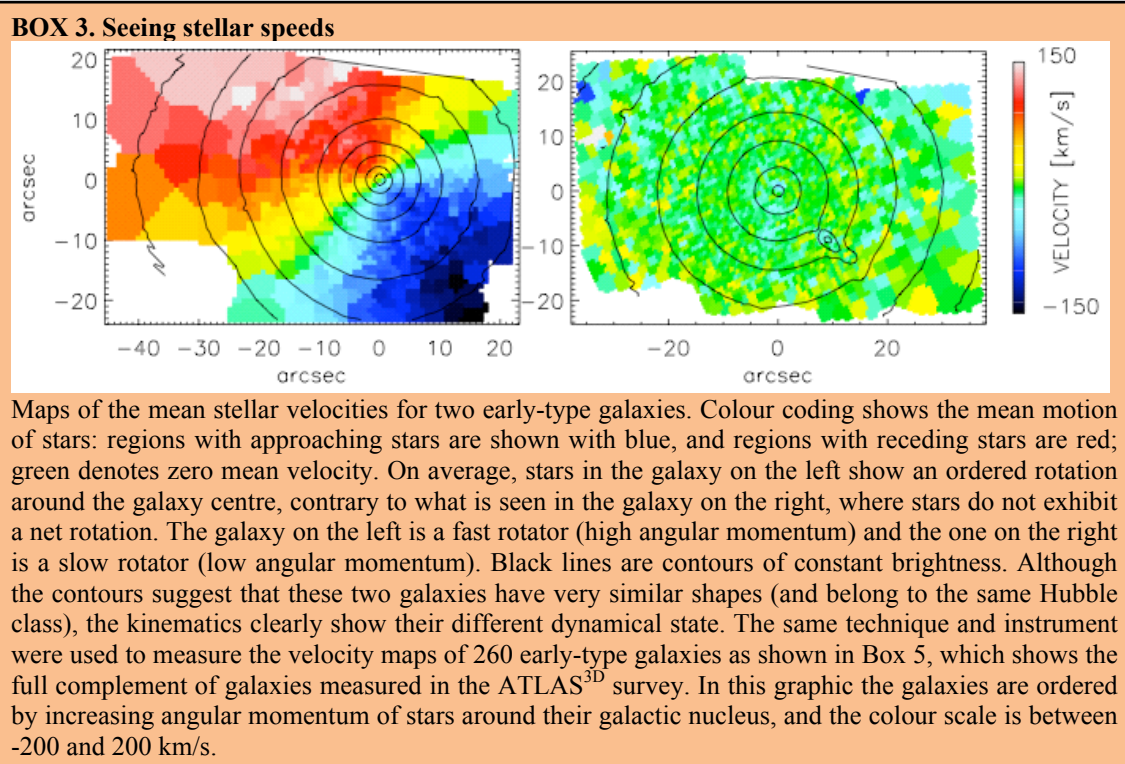 BOX 3. Seeing stellar speeds
20
10
0
−10
−20
arcsec
−40 −30 −20 −10 0 10 20
arcsec
20
10
0
−10
−20
−20 0 20
arcsec
150
VELOCITY [km/s]
−150
Maps of the mean stellar velocities for two early-type galaxies. Colour coding shows the mean motion
of stars: regions with approaching stars are shown with blue, and regions with receding stars are red;
green denotes zero mean velocity. On average, stars in the galaxy on the left show an ordered rotation
around the galaxy centre, contrary to what is seen in the galaxy on the right, where stars do not exhibit
a net rotation. The galaxy on the left is a fast rotator (high angular momentum) and the one on the right
is a slow rotator (low angular momentum). Black lines are contours of constant brightness. Although
the contours suggest that these two galaxies have very similar shapes (and belong to the same Hubble
class), the kinematics clearly show their different dynamical state. The same technique and instrument
were used to measure the velocity maps of 260 early-type galaxies as shown in Box 5, which shows the
full complement of galaxies measured in the ATLAS3D survey. In this graphic the galaxies are ordered
by increasing angular momentum of stars around their galactic nucleus, and the colour scale is between
-200 and 200 km/s.